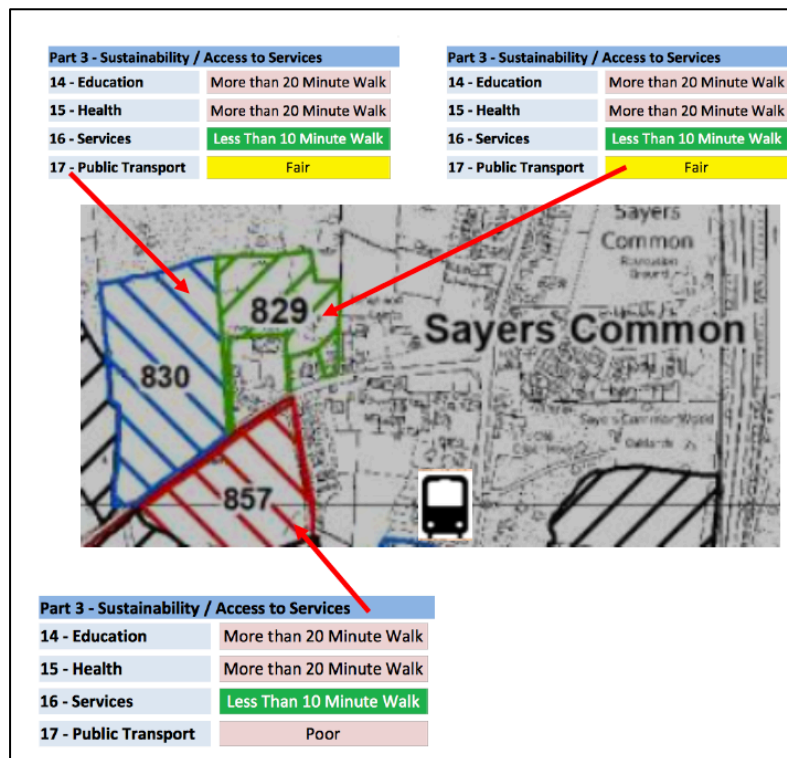 Part 3 - Sustainability / Access to Services
14 - Education More than 20 Minute Walk
15 - Health More than 20 Minute Walk
16 - Services Less Than 10 Minute Walk
17 - Public Transport Fair
Part 3 - Sustainability / Access to Services
14 - Education More than 20 Minute Walk
15 - Health More than 20 Minute Walk
16 - Services Less Than 10 Minute Walk
17 - Public Transport Fair
Sayers
Common
Ground
829
Sayers Common
830
Sayers Common
857
Part 3 - Sustainability / Access to Services
14 - Education More than 20 Minute Walk
15 - Health More than 20 Minute Walk
16 - Services Less Than 10 Minute Walk
17 - Public Transport Poor